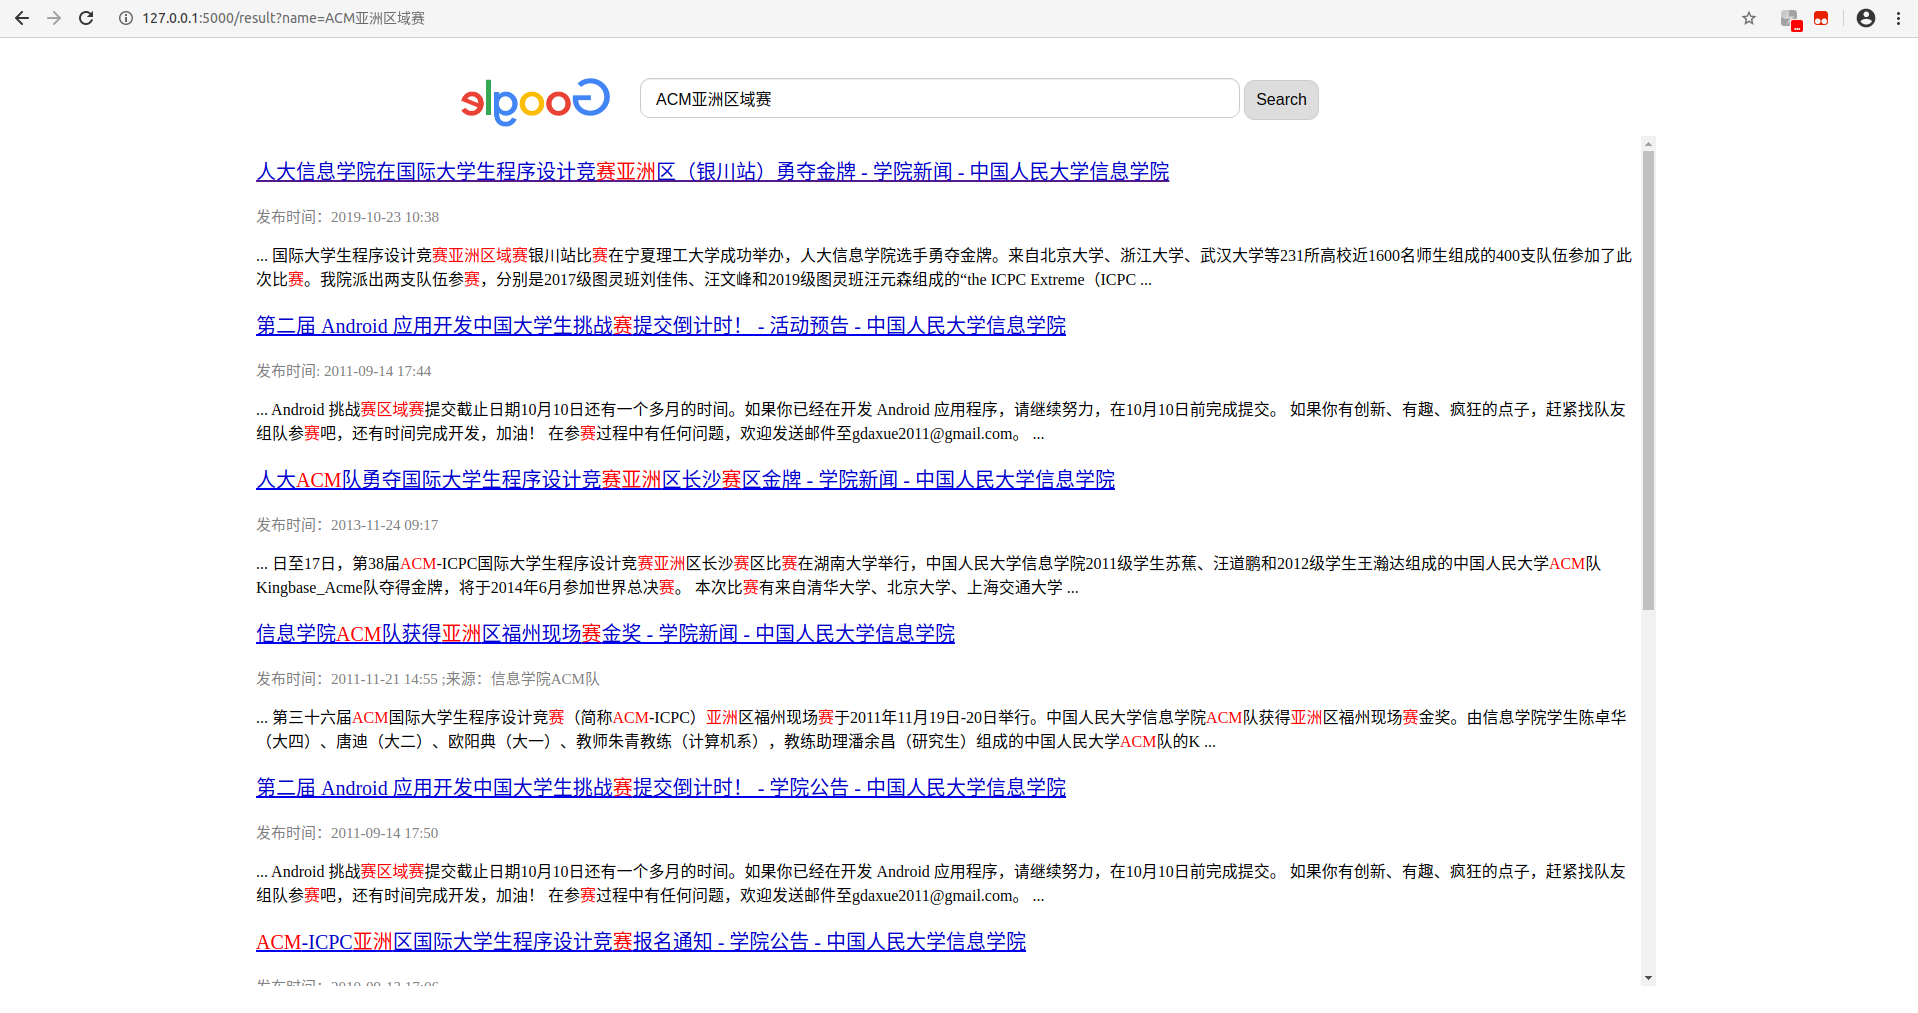 127.0.0.1:5000/result?name=ACM亚洲区域赛
Google
ACM亚洲区域赛
Search
人大信息学院在国际大学生程序设计竞赛亚洲区（银川站）勇夺金牌 - 学院新闻 - 中国人民大学信息学院
发布时间：2019-10-23 10:38
... 国际大学生程序设计竞赛亚洲区域赛银川站比赛在宁夏理工大学成功举办，人大信息学院选手勇夺金牌。来自北京大学、浙江大学、武汉大学等231所高校近1600名师生组成的400支队伍参加了此
次比赛。我院派出两支队伍参赛，分别是2017级图灵班刘佳伟、汪文峰和2019级图灵班汪元森组成的“the ICPC Extreme（ICPC ...
第二届 Android 应用开发中国大学生挑战赛提交倒计时！ - 活动预告 - 中国人民大学信息学院
发布时间: 2011-09-14 17:44
... Android 挑战赛区域赛提交截止日期10月10日还有一个多月的时间。如果你已经在开发 Android 应用程序，请继续努力，在10月10日前完成提交。 如果你有创新、有趣、疯狂的点子，赶紧找队友
组队参赛吧，还有时间完成开发，加油！ 在参赛过程中有任何问题，欢迎发送邮件至gdaxue2011@gmail.com。 ...
人大ACM队勇夺国际大学生程序设计竞赛亚洲区长沙赛区金牌 - 学院新闻 - 中国人民大学信息学院
发布时间：2013-11-24 09:17
... 日至17日，第38届ACM-ICPC国际大学生程序设计竞赛亚洲区长沙赛区比赛在湖南大学举行，中国人民大学信息学院2011级学生苏蕉、汪道鹏和2012级学生王瀚达组成的中国人民大学ACM队
Kingbase_Acme队夺得金牌，将于2014年6月参加世界总决赛。 本次比赛有来自清华大学、北京大学、上海交通大学 ...
信息学院ACM队获得亚洲区福州现场赛金奖 - 学院新闻 - 中国人民大学信息学院
发布时间：2011-11-21 14:55 ;来源：信息学院ACM队
... 第三十六届ACM国际大学生程序设计竞赛（简称ACM-ICPC）亚洲区福州现场赛于2011年11月19日-20日举行。中国人民大学信息学院ACM队获得亚洲区福州现场赛金奖。由信息学院学生陈卓华
（大四）、唐迪（大二）、欧阳典（大一）、教师朱青教练（计算机系），教练助理潘余昌（研究生）组成的中国人民大学ACM队的K ...
第二届 Android 应用开发中国大学生挑战赛提交倒计时！ - 学院公告 - 中国人民大学信息学院
发布时间：2011-09-14 17:50
... Android 挑战赛区域赛提交截止日期10月10日还有一个多月的时间。如果你已经在开发 Android 应用程序，请继续努力，在10月10日前完成提交。 如果你有创新、有趣、疯狂的点子，赶紧找队友
组队参赛吧，还有时间完成开发，加油！ 在参赛过程中有任何问题，欢迎发送邮件至gdaxue2011@gmail.com。 ...
ACM-ICPC亚洲区国际大学生程序设计竞赛报名通知 - 学院公告 - 中国人民大学信息学院